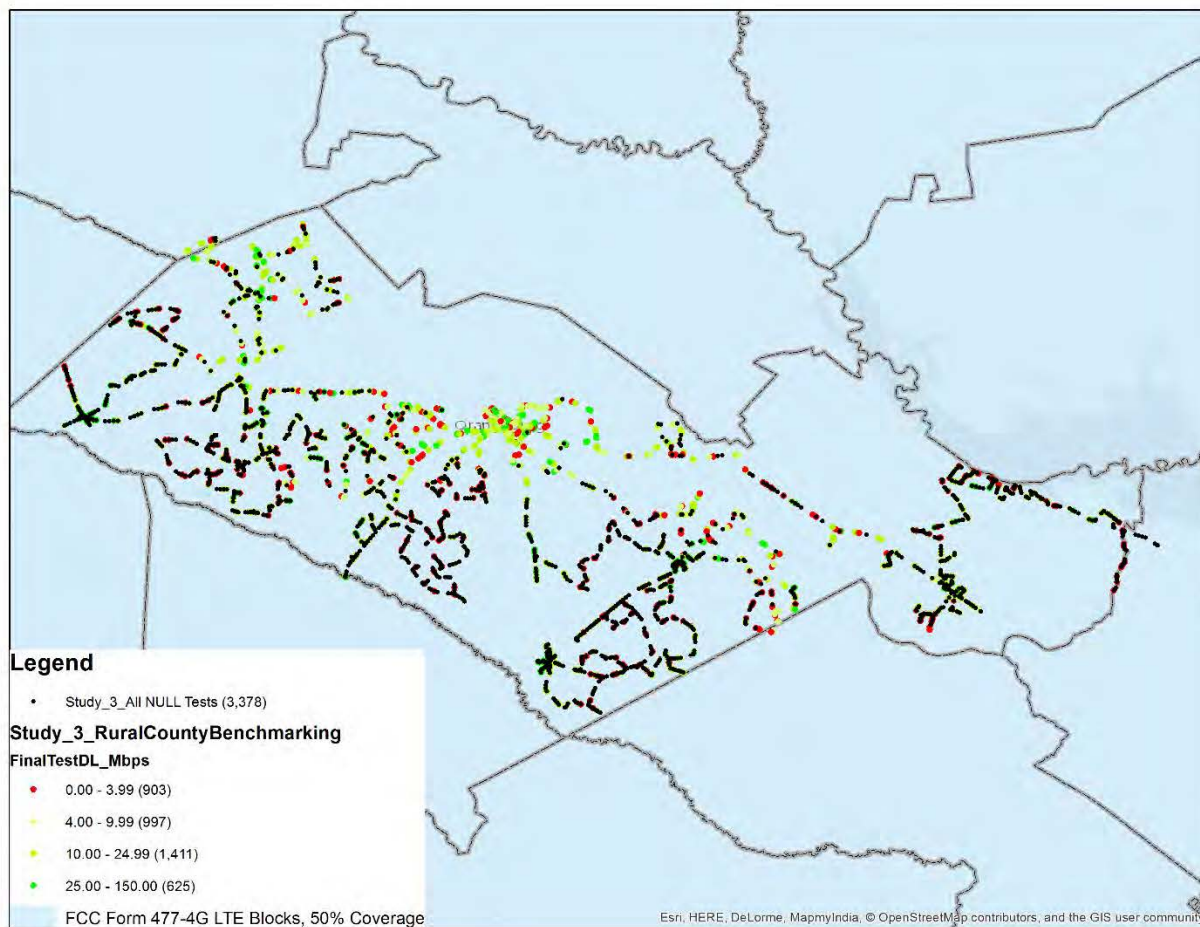 Legend
Study_3_All NULL Tests (3,378)
Study_3_RuralCountyBenchmarking
FinalTestDL_Mbps
0.00 - 3.99 (903)
4.00 - 9.99 (997)
10.00 - 24.99 (1,411)
25.00 - 150.00 (625)
FCC Form 477-4G LTE Blocks, 50% Coverage
Esri, HERE, DeLorme, MapmyIndia, © OpenStreetMap contributors, and the GIS user community